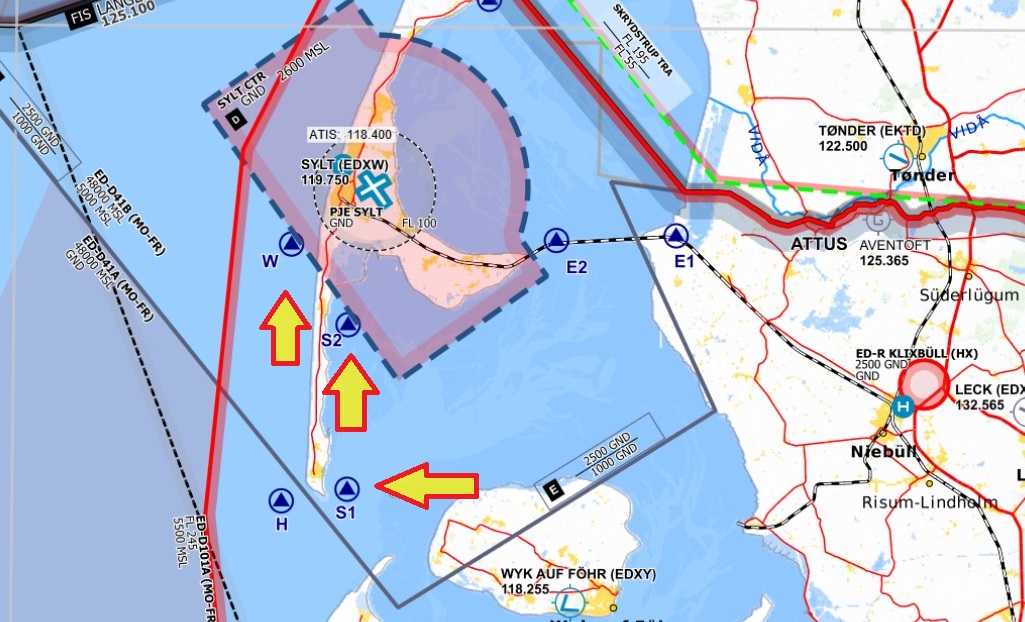 FIS LANG
125.100
SYLT CTR
GND
2600 MSL
D
SKRYDSTRUP TRA
FL 195
FL 55
2500 GND
1000 GND
ED-D41B (MO-FR)
48000 MSL
5000 MSL
ED-D41A (MO-FR)
48000 MSL
GND
ATIS: 118.400
SYLT (EDXW)
119.750
PJE SYLT
GND
FL 100
VIDÅ
TØNDER (EKTD)
122.500
VIDÅ
Tønder
W
E2
E1
ATTUS
G
AVENTOFT
125.365
Süderlügum
S2
ED-R KLIXBÜLL (HX)
2500 GND
GND
LECK (EDX
132.565
H
Niebüll
L
Risum-Lindholm
2500 GND
1000 GND
E
H
S1
ED-D101A (MO-FR
FL 245
5500 MSL
WYK AUF FÖHR (EDXY)
118.255